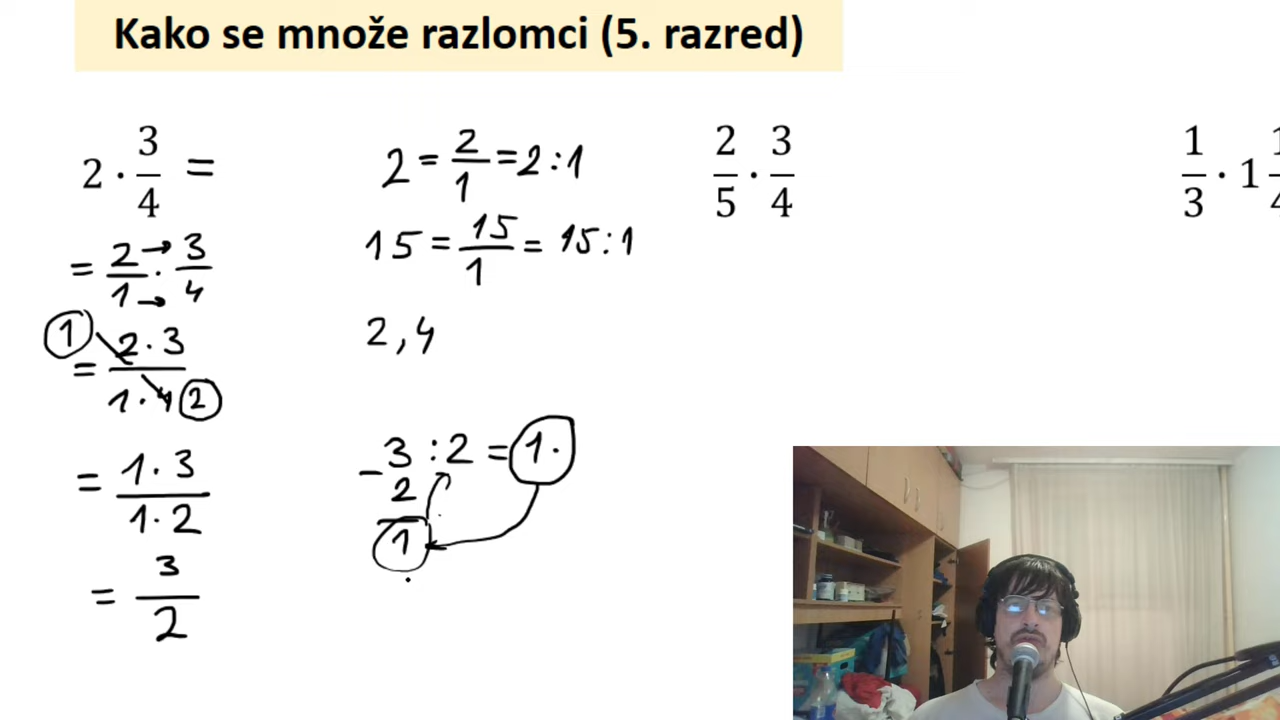 Kako se množe razlomci (5. razred)
2 · 3/4 =
= 2/1 · 3/4
1
= 2 · 3 / 1 · 4
2
= 1 · 3 / 1 · 2
= 3/2
2 = 2/1 = 2 : 1
15 = 15/1 = 15 : 1
2,4
3 : 2 = 1.
- 2
1
2/5 · 3/4
1/3 · 1 1/4